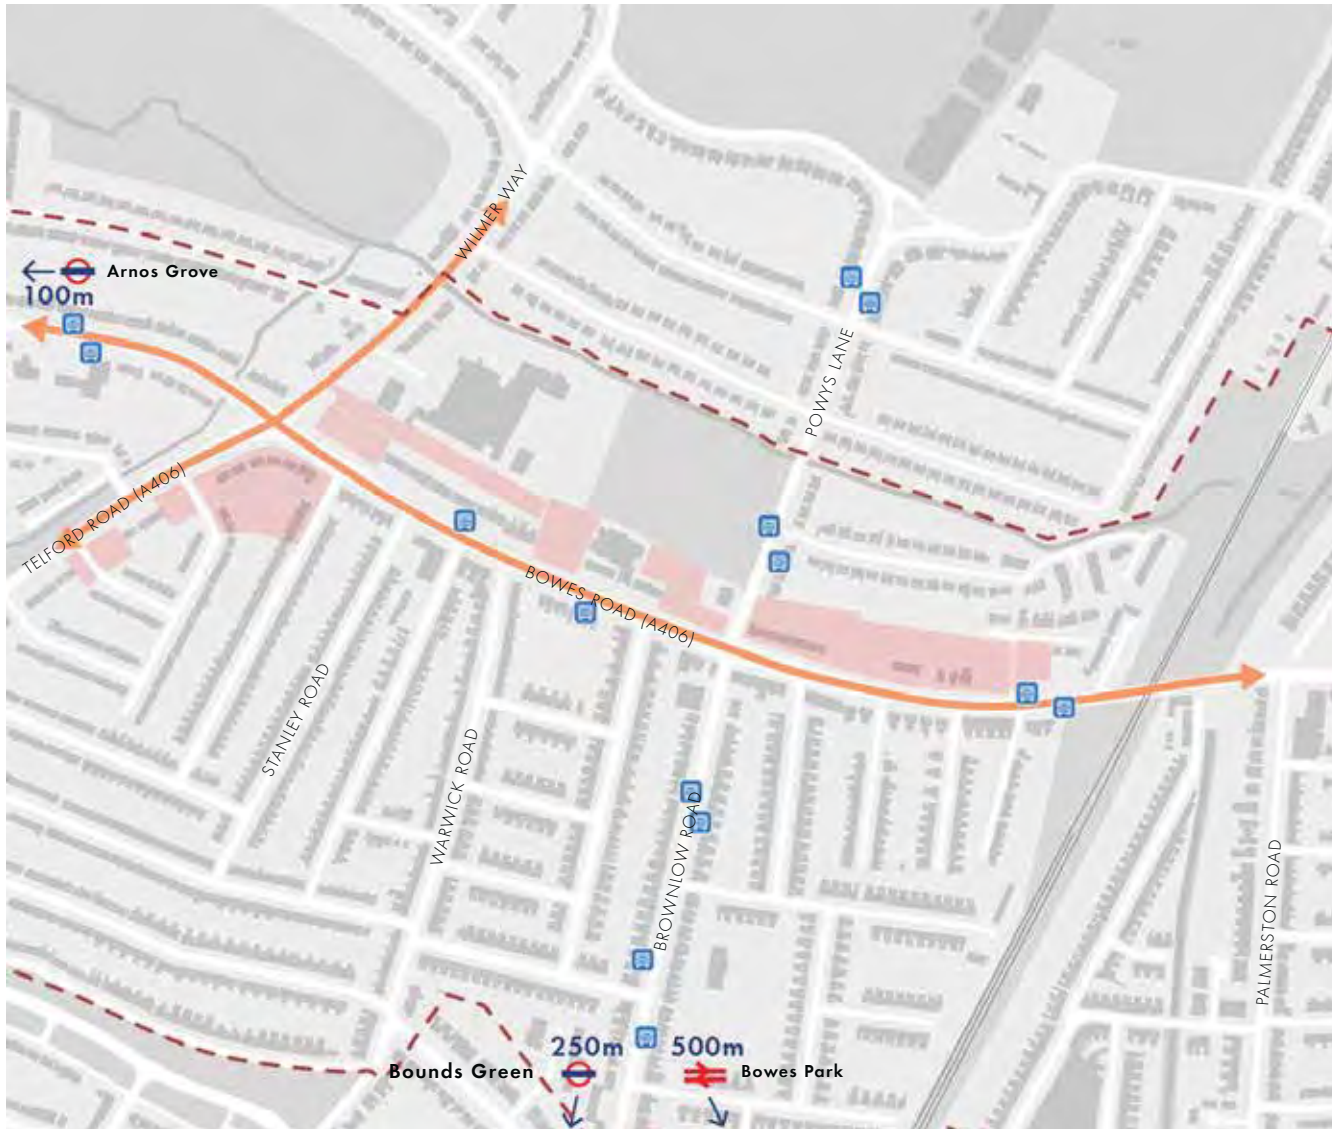 WILMER WAY
Arnos Grove
100m
POWYS LANE
TELFORD ROAD (A406)
BOWES ROAD (A406)
STANLEY ROAD
WARWICK ROAD
BROWNLOW ROAD
PALMERSTON ROAD
250m
500m
Bounds Green
Bowes Park